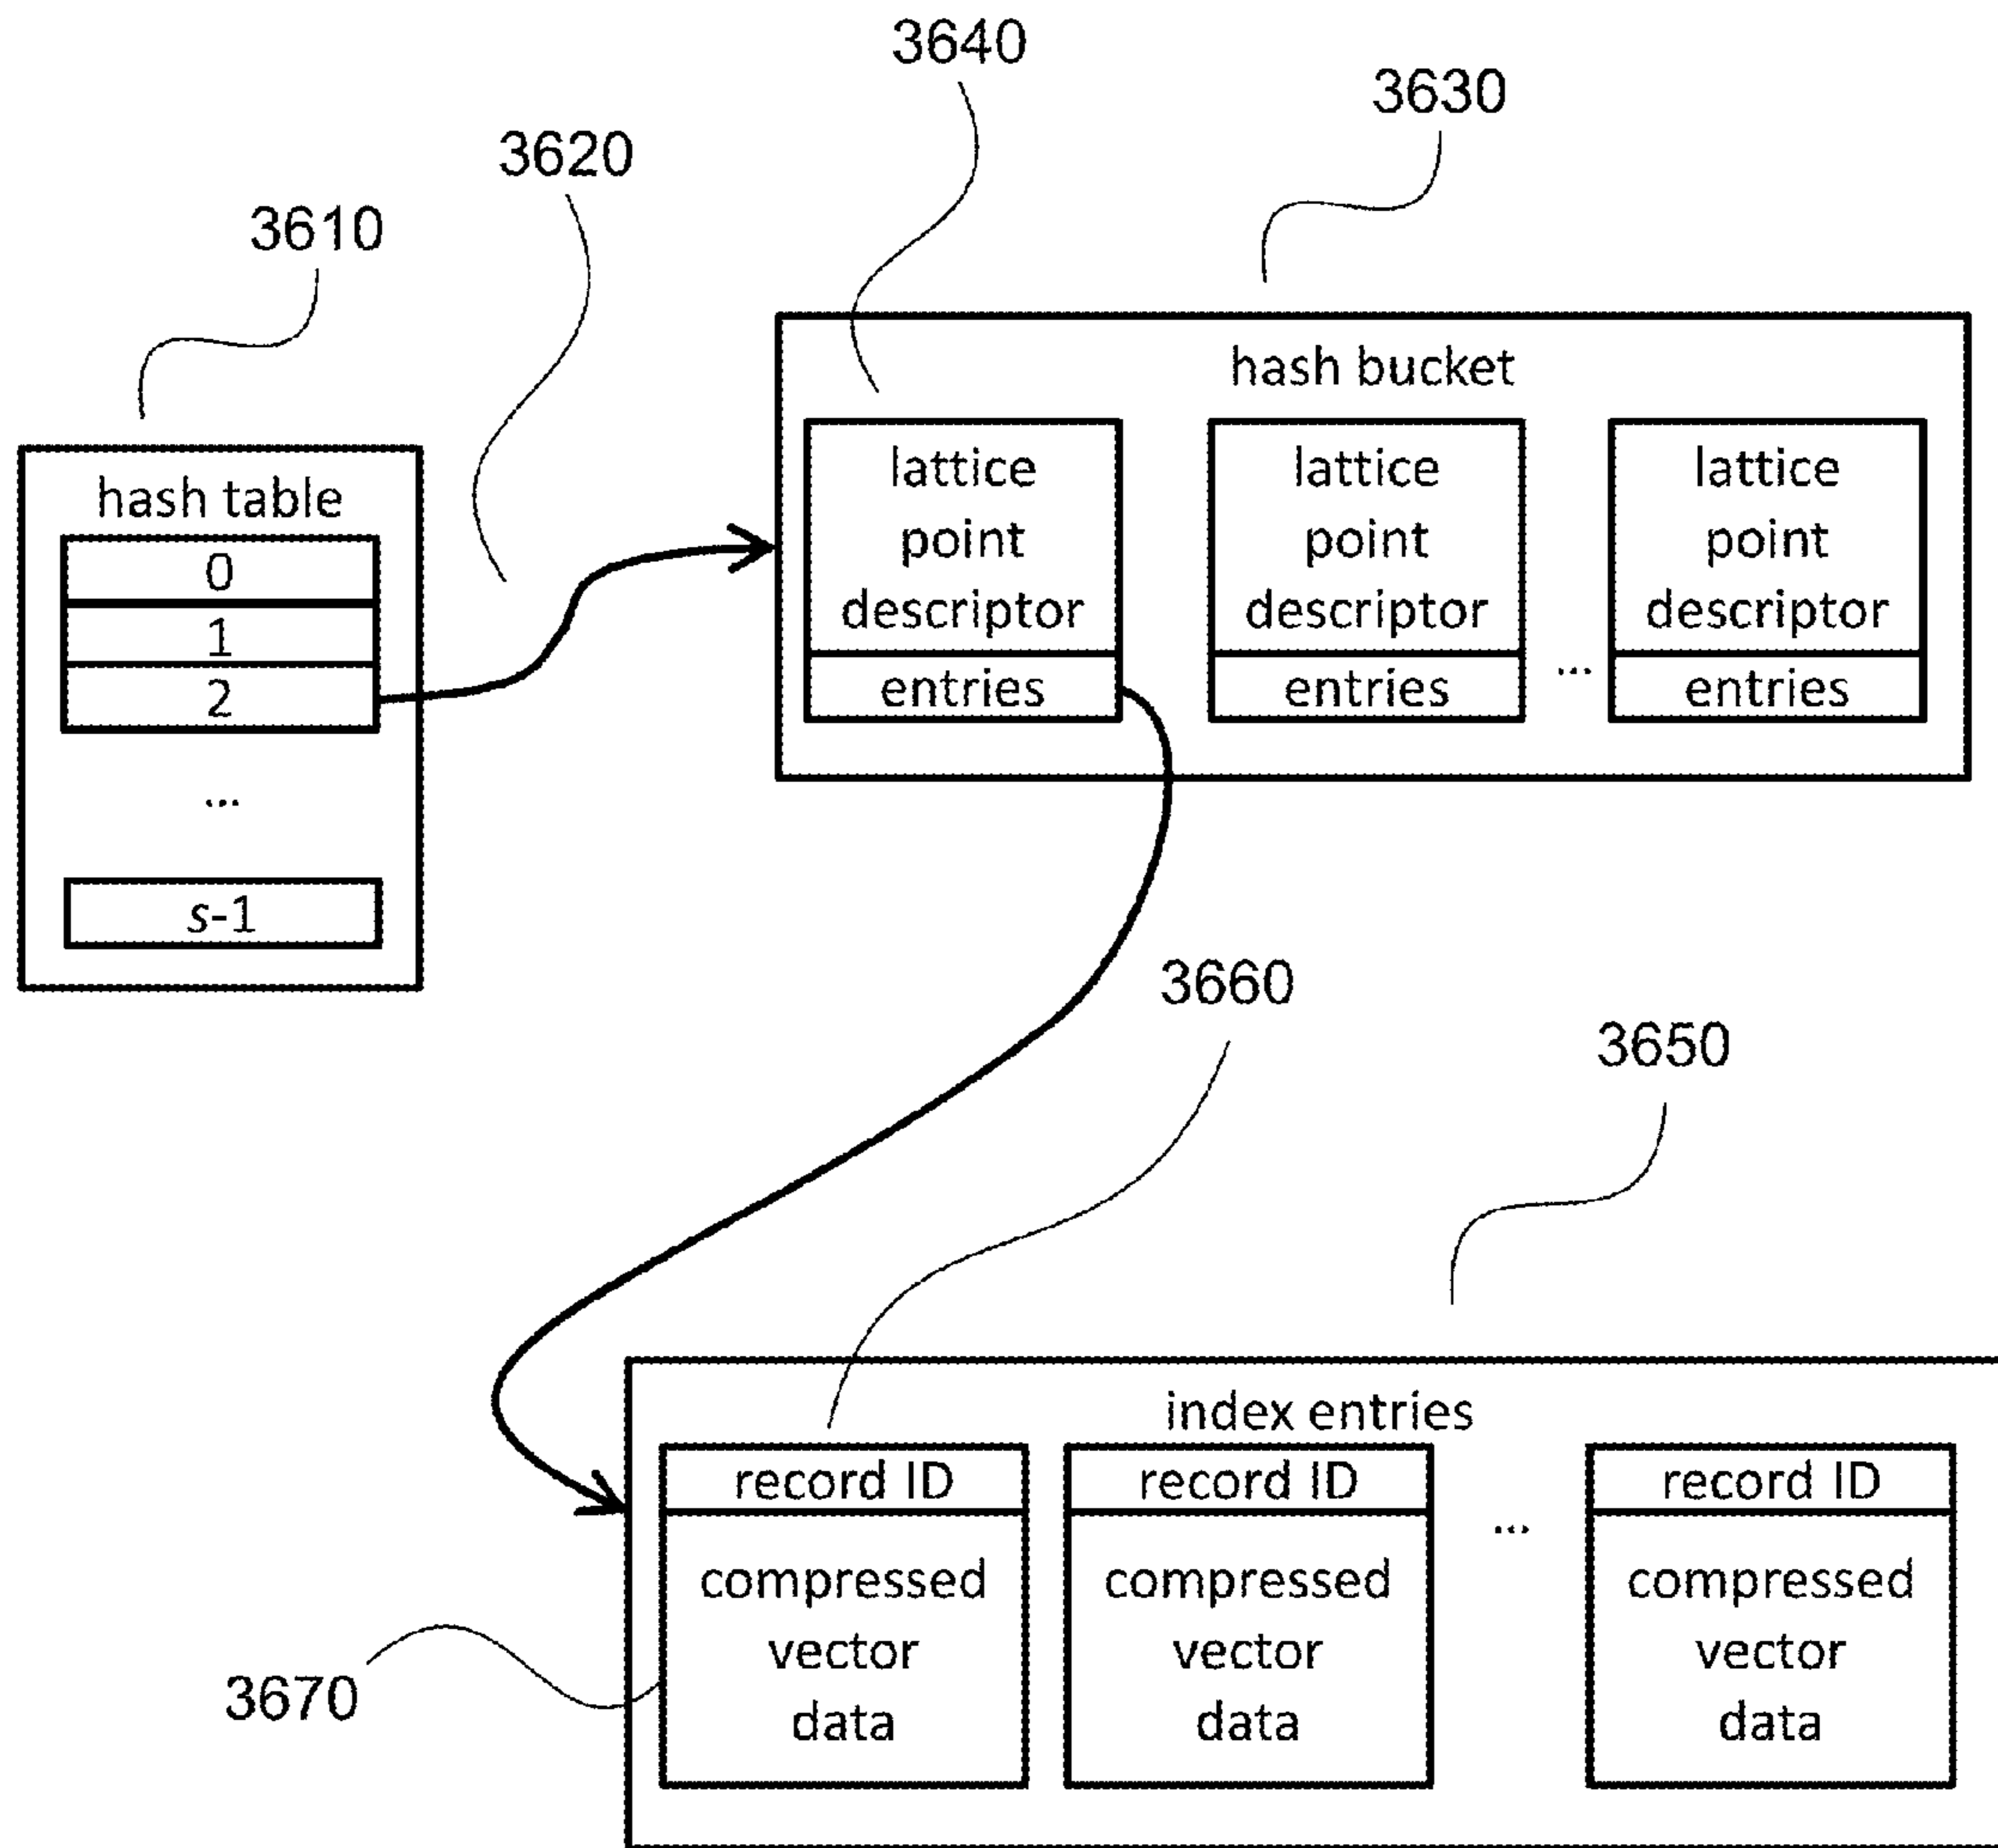 3640
3630
3620
3610
hash table
0
1
2
...
s-1
hash bucket
lattice
point
descriptor
entries
lattice
point
descriptor
entries
...
lattice
point
descriptor
entries
3660
3650
index entries
record ID
compressed
vector
data
record ID
compressed
vector
data
...
record ID
compressed
vector
data
3670